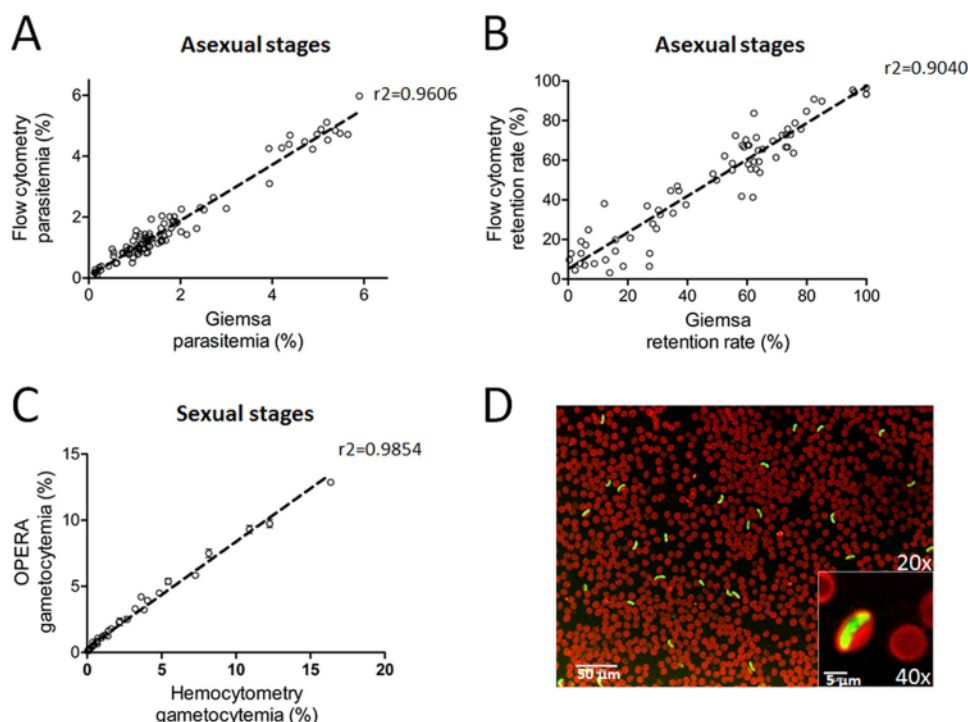 A
Asexual stages
r2=0.9606
Flow cytometry
parasitemia (%)
6
4
2
0
0
2
4
6
Giemsa
parasitemia (%)
B
Asexual stages
r2=0.9040
Flow cytometry
retention rate (%)
100
80
60
40
20
0
0
20
40
60
80
100
Giemsa
retention rate (%)
C
Sexual stages
r2=0.9854
OPERA
gametocytemia (%)
15
10
5
0
0
5
10
15
20
Hemocytometry
gametocytemia (%)
D
20x
50 µm
5 µm
40x